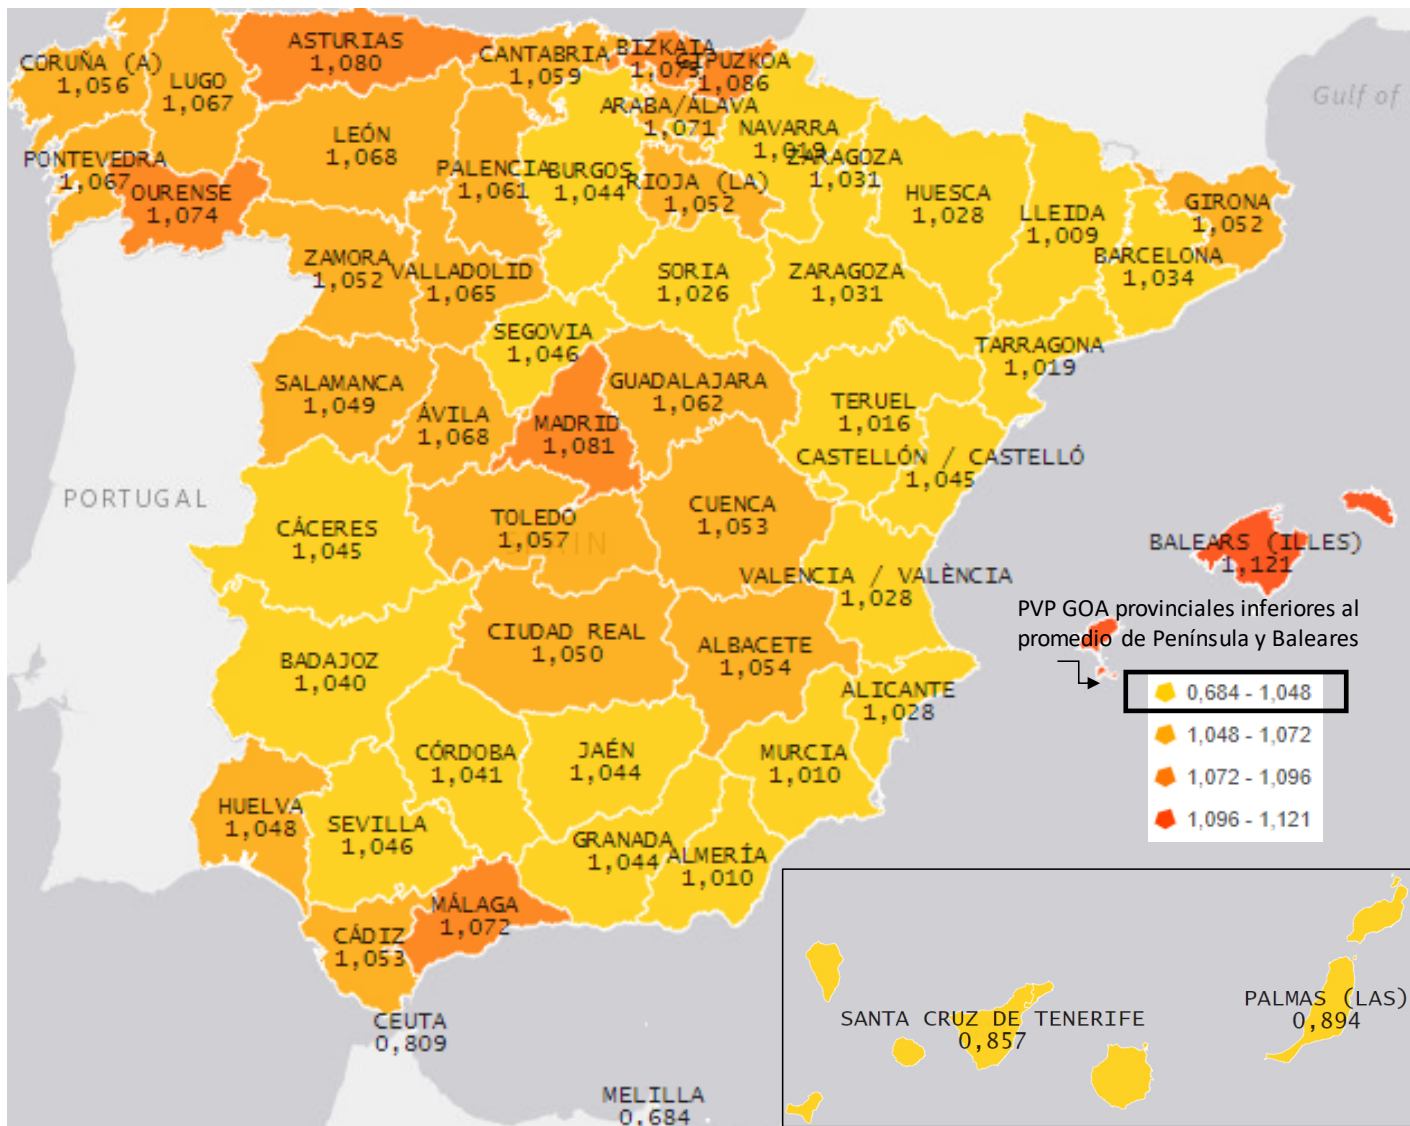 ASTURIAS
1,080
CANTABRIA
1,059
BIZKAIA
1,075
GIPUZKOA
1,086
CORUÑA (A)
1,056
LUGO
1,067
Gulf of
ARABA/ÁLAVA
1,071
LEÓN
1,068
NAVARRA
1,019
ZARAGOZA
1,031
PONTEVEDRA
1,067
OURENSE
1,074
PALENCIA
1,061
BURGOS
1,044
RIOJA (LA)
1,052
HUESCA
1,028
LLEIDA
1,009
GIRONA
1,052
ZAMORA
1,052
VALLADOLID
1,065
SORIA
1,026
ZARAGOZA
1,031
BARCELONA
1,034
SEGOVIA
1,046
TARRAGONA
1,019
SALAMANCA
1,049
ÁVILA
1,068
MADRID
1,081
GUADALAJARA
1,062
TERUEL
1,016
CASTELLÓN / CASTELLÓ
1,045
PORTUGAL
CÁCERES
1,045
TOLEDO
1,057
SPAIN
CUENCA
1,053
BALEARS (ILLES)
1,121
VALENCIA / VALÈNCIA
1,028
PVP GOA provinciales inferiores al
promedio de Península y Baleares
BADAJOZ
1,040
CIUDAD REAL
1,050
ALBACETE
1,054
ALICANTE
1,028
0,684 - 1,048
1,048 - 1,072
1,072 - 1,096
1,096 - 1,121
CÓRDOBA
1,041
JAÉN
1,044
MURCIA
1,010
HUELVA
1,048
SEVILLA
1,046
GRANADA
1,044
ALMERÍA
1,010
MÁLAGA
1,072
CÁDIZ
1,053
CEUTA
0,809
MELILLA
0,684
SANTA CRUZ DE TENERIFE
0,857
PALMAS (LAS)
0,894